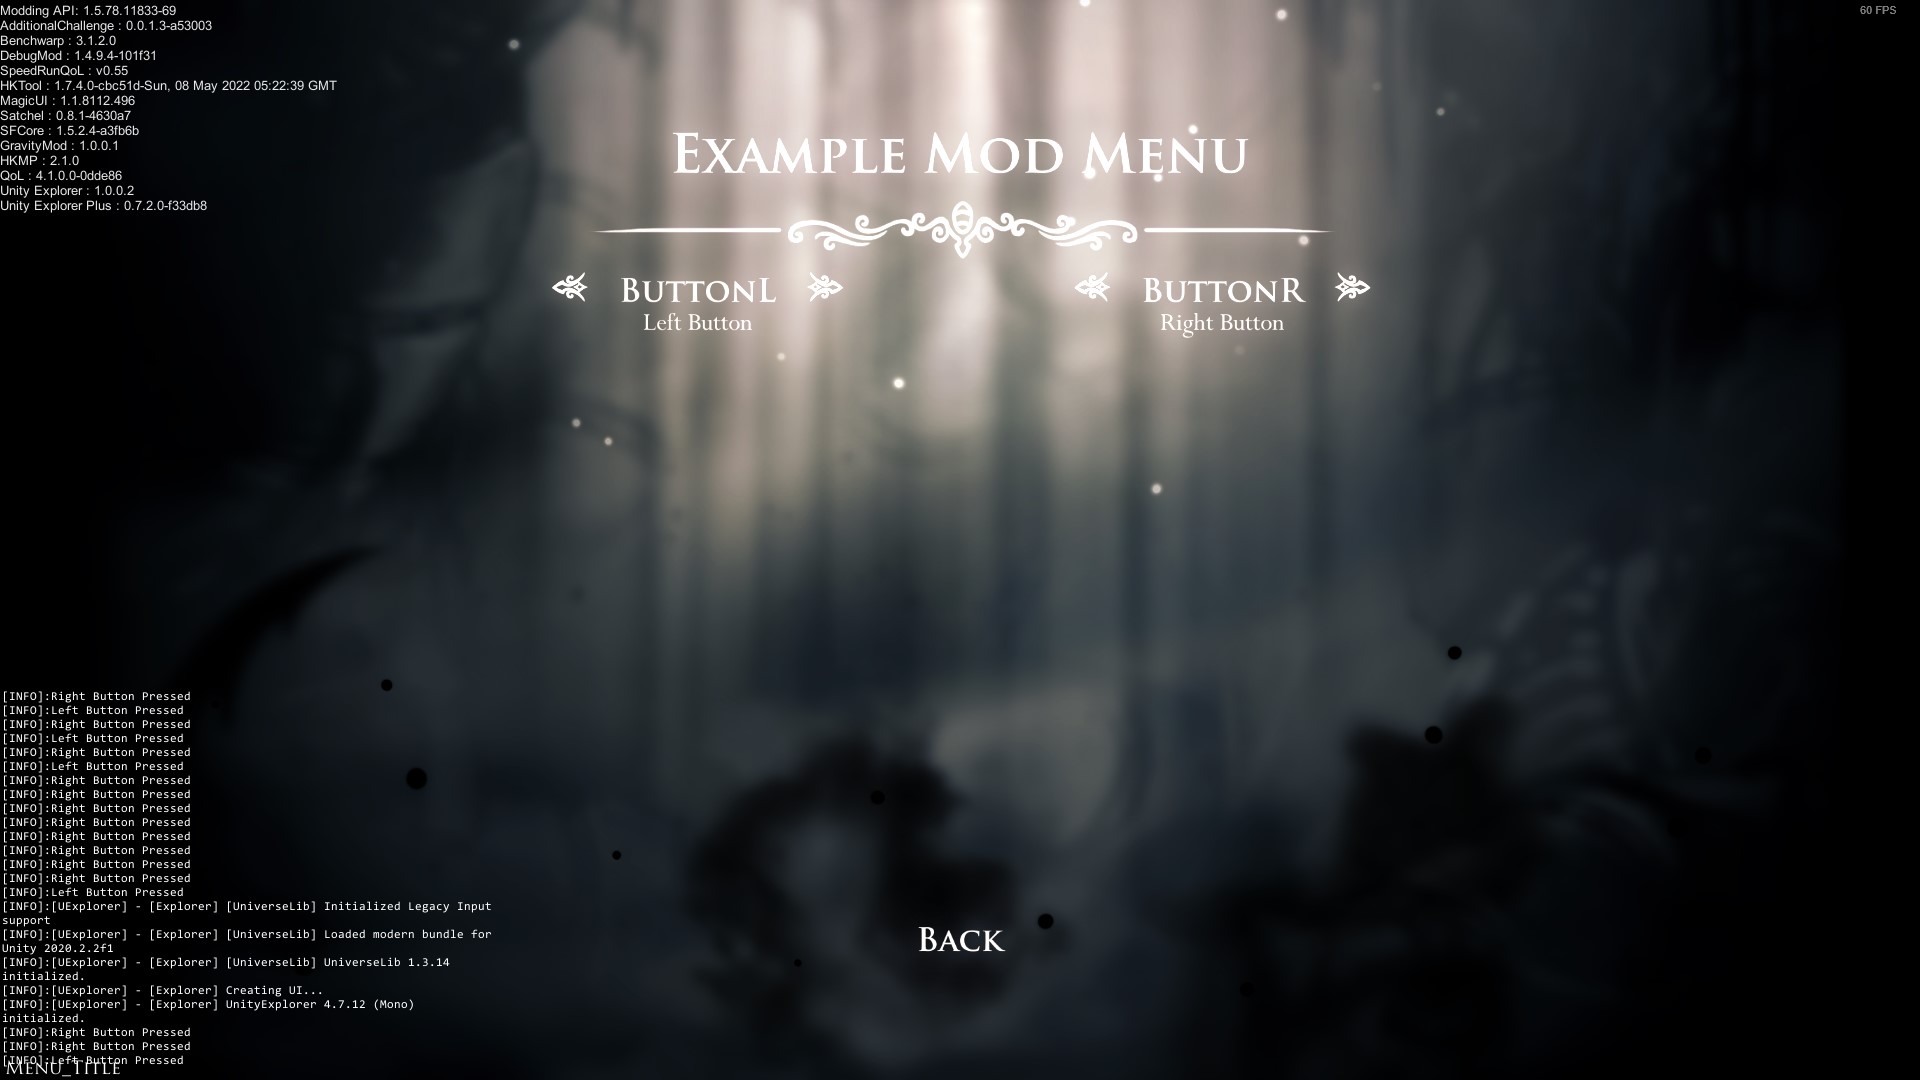 Modding API: 1.5.78.11833-69
AdditionalChallenge : 0.0.1.3-a53003
Benchwarp : 3.1.2.0
DebugMod : 1.4.9.4-101f31
SpeedRunQoL : v0.55
HKTool : 1.7.4.0-cbc51d-Sun, 08 May 2022 05:22:39 GMT
MagicUI : 1.1.8112.496
Satchel : 0.8.1-4630a7
SFCore : 1.5.2.4-a3fb6b
GravityMod : 1.0.0.1
HKMP : 2.1.0
QoL : 4.1.0.0-0dde86
Unity Explorer : 1.0.0.2
Unity Explorer Plus : 0.7.2.0-f33db8
60 FPS
Example Mod Menu
ButtonL
Left Button
ButtonR
Right Button
[INFO]:Right Button Pressed
[INFO]:Left Button Pressed
[INFO]:Right Button Pressed
[INFO]:Left Button Pressed
[INFO]:Right Button Pressed
[INFO]:Left Button Pressed
[INFO]:Right Button Pressed
[INFO]:Right Button Pressed
[INFO]:Right Button Pressed
[INFO]:Right Button Pressed
[INFO]:Right Button Pressed
[INFO]:Right Button Pressed
[INFO]:Right Button Pressed
[INFO]:Right Button Pressed
[INFO]:Left Button Pressed
[INFO]:[UExplorer] - [Explorer] [UniverseLib] Initialized Legacy Input
support
[INFO]:[UExplorer] - [Explorer] [UniverseLib] Loaded modern bundle for
Unity 2020.2.2f1
[INFO]:[UExplorer] - [Explorer] [UniverseLib] UniverseLib 1.3.14
initialized.
[INFO]:[UExplorer] - [Explorer] Creating UI...
[INFO]:[UExplorer] - [Explorer] UnityExplorer 4.7.12 (Mono)
initialized.
[INFO]:Right Button Pressed
[INFO]:Right Button Pressed
[INFO]:Left Button Pressed
Menu_Title
Back